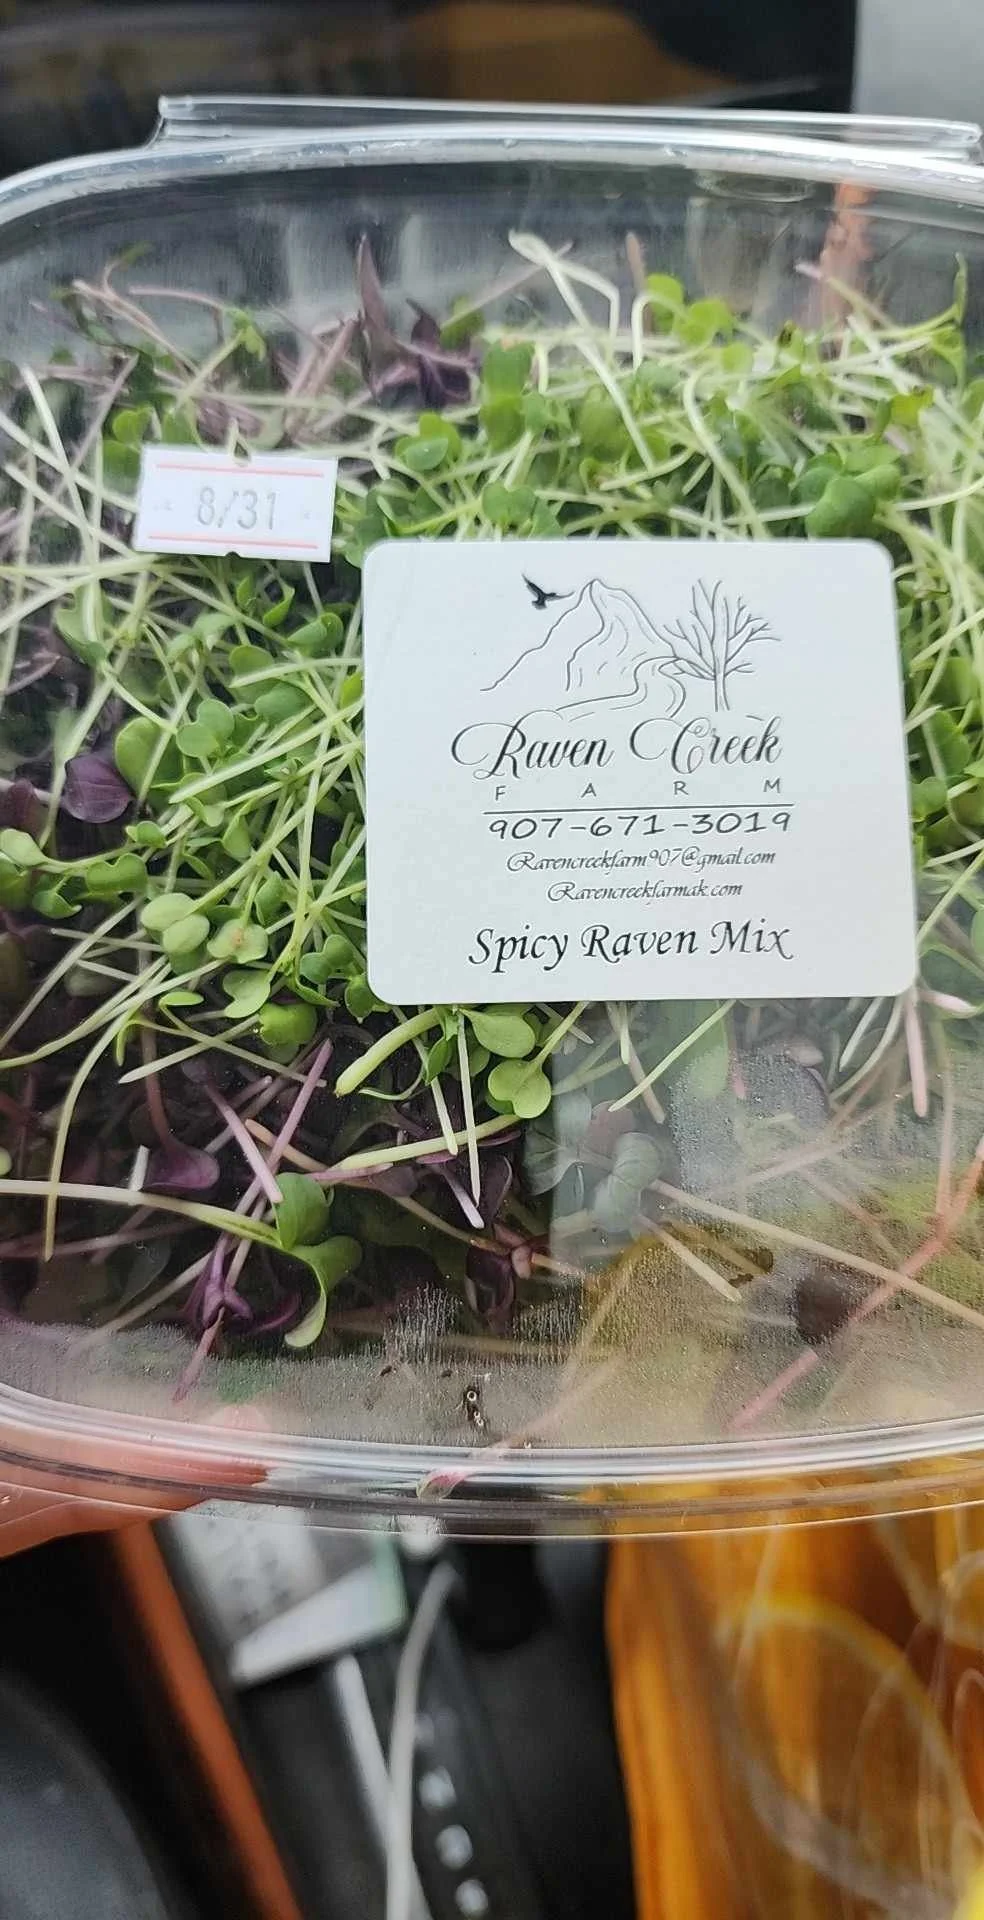 8/31
Raven Creek
FARM
907-671-3019
Ravencreekfarm907@gmail.com
Ravencreekfarmak.com
Spicy Raven Mix